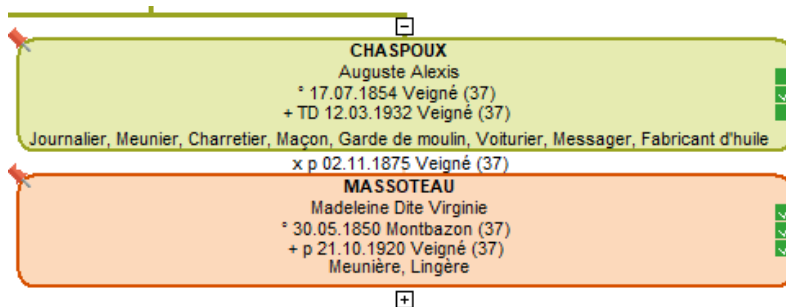 CHASPOUX
Auguste Alexis
° 17.07.1854 Veigné (37)
+ TD 12.03.1932 Veigné (37)
Journalier, Meunier, Charretier, Maçon, Garde de moulin, Voiturier, Messager, Fabricant d'huile
x p 02.11.1875 Veigné (37)
MASSOTEAU
Madeleine Dite Virginie
° 30.05.1850 Montbazon (37)
+ p 21.10.1920 Veigné (37)
Meunière, Lingère